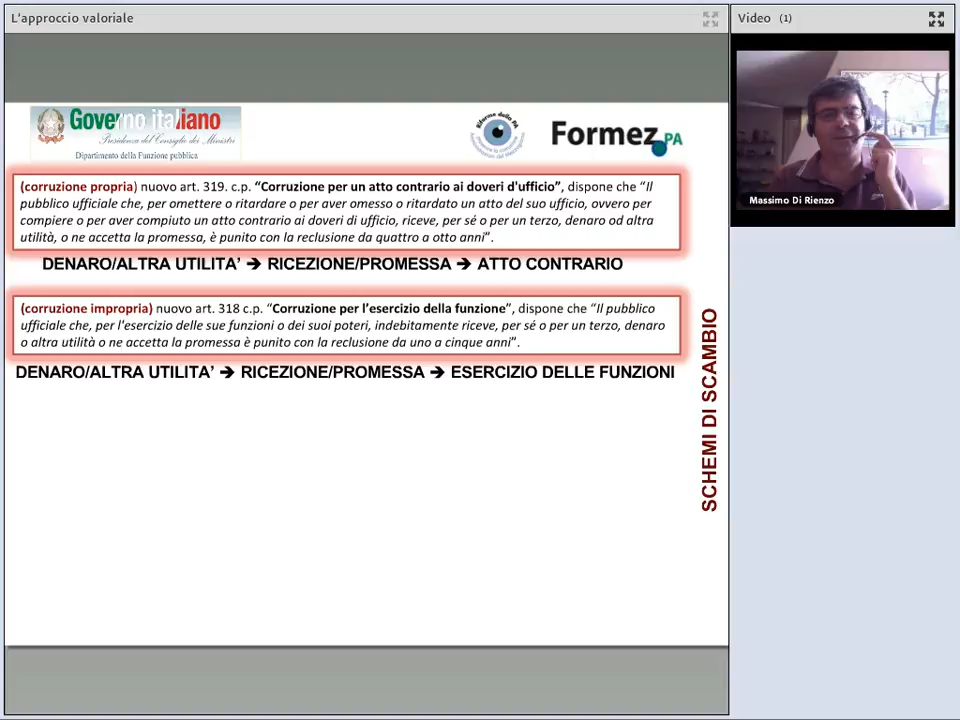 L'approccio valoriale
Video (1)
Massimo Di Rienzo
Governo italiano
Presidenza del Consiglio dei Ministri
Dipartimento della Funzione pubblica
Riforma della PA
Formez PA
(corruzione propria) nuovo art. 319. c.p. “Corruzione per un atto contrario ai doveri d'ufficio”, dispone che “Il
pubblico ufficiale che, per omettere o ritardare o per aver omesso o ritardato un atto del suo ufficio, ovvero per
compiere o per aver compiuto un atto contrario ai doveri di ufficio, riceve, per sé o per un terzo, denaro od altra
utilità, o ne accetta la promessa, è punito con la reclusione da quattro a otto anni”.
DENARO/ALTRA UTILITA’ ➔ RICEZIONE/PROMESSA ➔ ATTO CONTRARIO
(corruzione impropria) nuovo art. 318 c.p. “Corruzione per l’esercizio della funzione”, dispone che “Il pubblico
ufficiale che, per l'esercizio delle sue funzioni o dei suoi poteri, indebitamente riceve, per sé o per un terzo, denaro
o altra utilità o ne accetta la promessa è punito con la reclusione da uno a cinque anni”.
DENARO/ALTRA UTILITA’ ➔ RICEZIONE/PROMESSA ➔ ESERCIZIO DELLE FUNZIONI
SCHEMI DI SCAMBIO